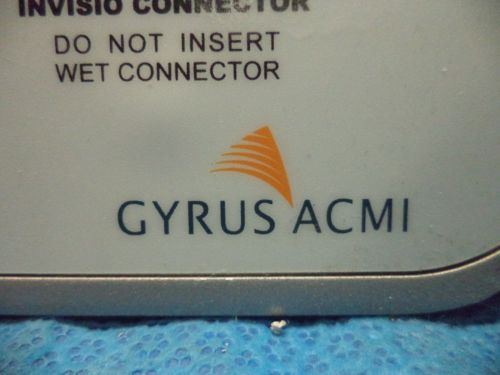 INVISIO CONNECTOR
DO NOT INSERT
WET CONNECTOR
GYRUS ACMI